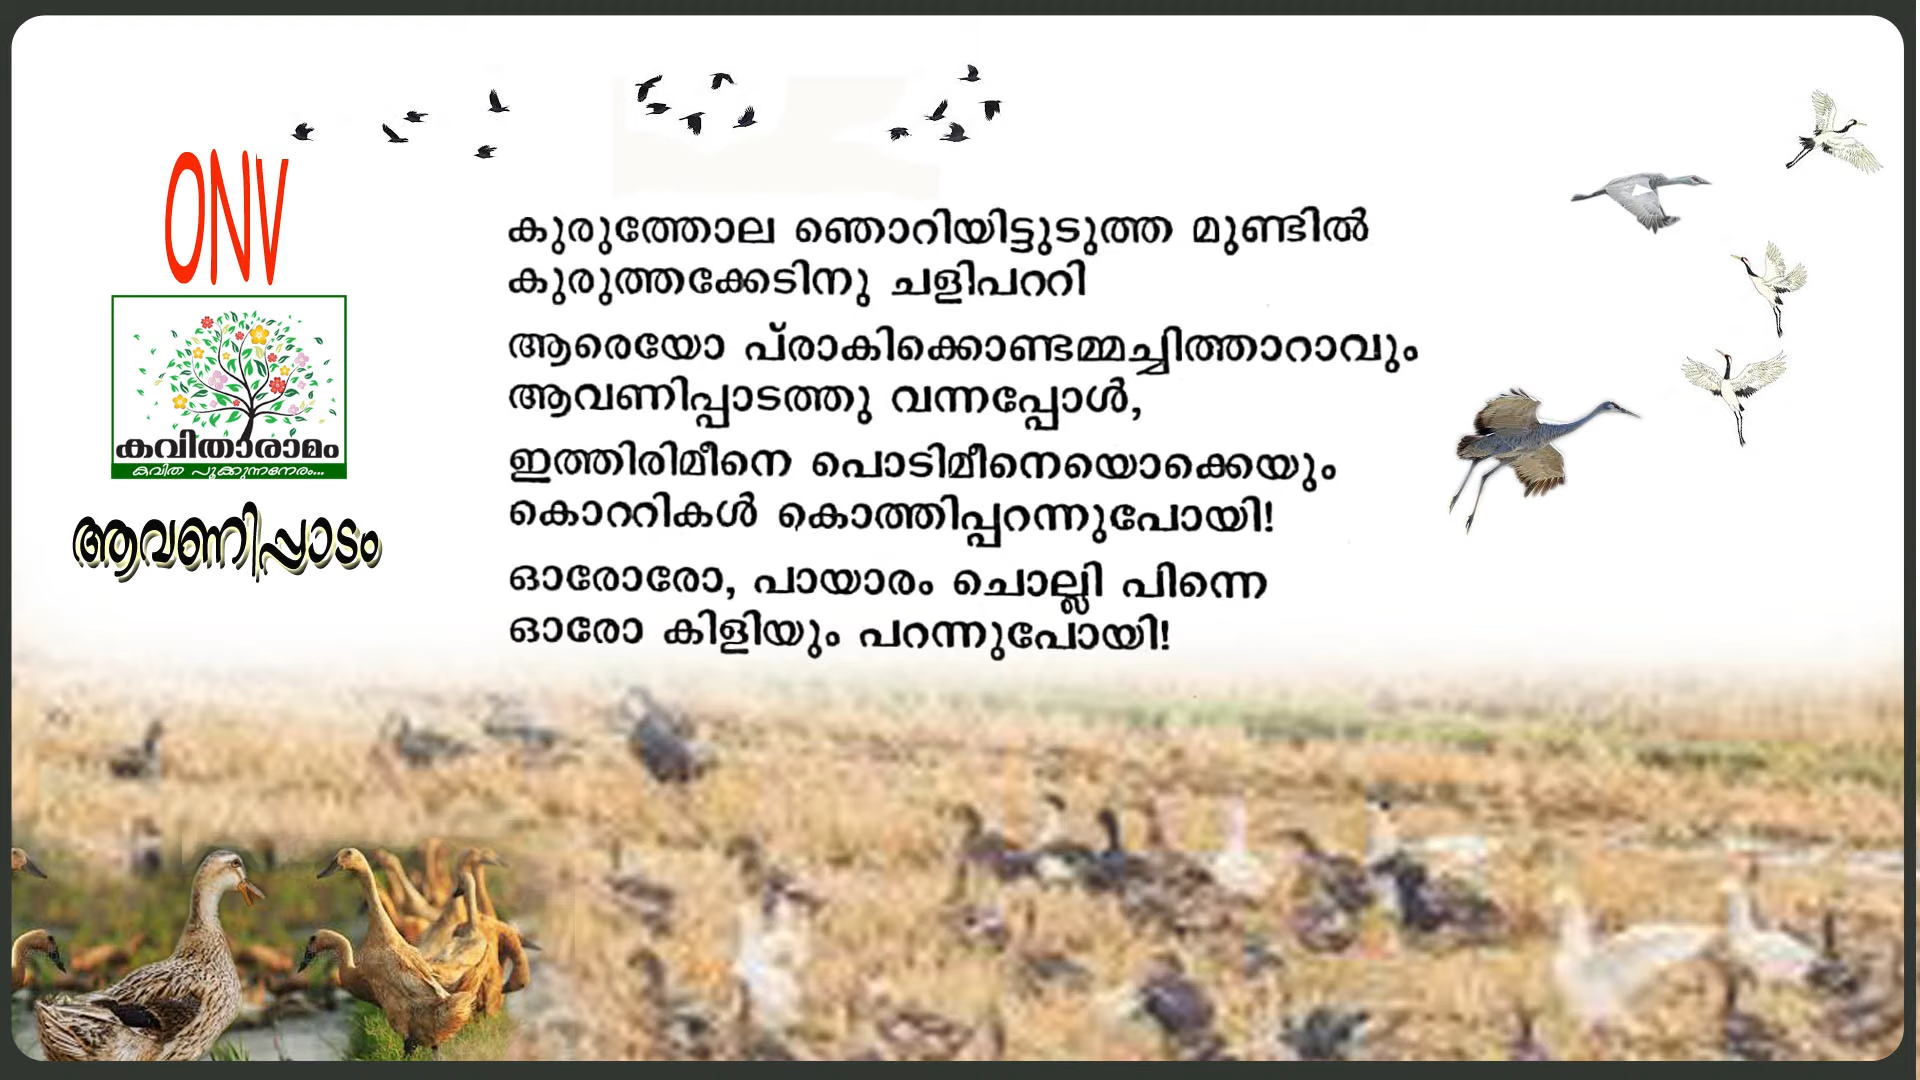 ONV
കവിതാരാമം
കവിത പൂക്കുന്നനേരം...
ആവണിപ്പാടം
കുരുത്തോല ഞൊറിയിട്ടുടുത്ത മുണ്ടിൽ
കുരുത്തക്കേടിനു ചളിപററി
ആരെയോ പ്രാകിക്കൊണ്ടമ്മച്ചിത്താറാവും
ആവണിപ്പാടത്തു വന്നപ്പോൾ,
ഇത്തിരിമീനെ പൊടിമീനെയൊക്കെയും
കൊററികൾ കൊത്തിപ്പറന്നുപോയി!
ഓരോരോ, പായാരം ചൊല്ലി പിന്നെ
ഓരോ കിളിയും പറന്നുപോയി!